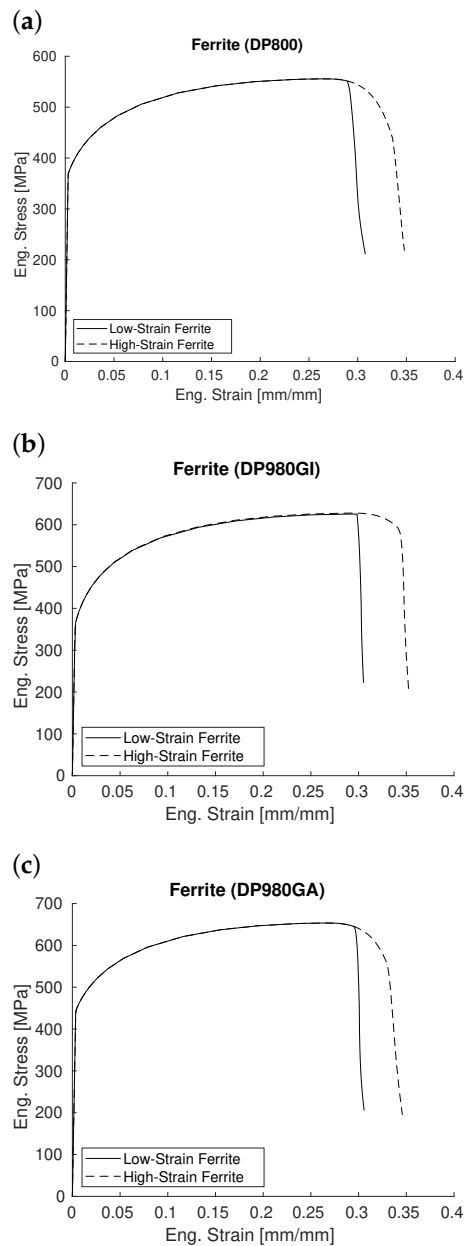 (a)
Ferrite (DP800)
600
500
400
300
200
100
0
Eng. Stress [MPa]
Low-Strain Ferrite
High-Strain Ferrite
0 0.05 0.1 0.15 0.2 0.25 0.3 0.35 0.4
Eng. Strain [mm/mm]
(b)
Ferrite (DP980GI)
700
600
500
400
300
200
100
0
Eng. Stress [MPa]
Low-Strain Ferrite
High-Strain Ferrite
0 0.05 0.1 0.15 0.2 0.25 0.3 0.35 0.4
Eng. Strain [mm/mm]
(c)
Ferrite (DP980GA)
700
600
500
400
300
200
100
0
Eng. Stress [MPa]
Low-Strain Ferrite
High-Strain Ferrite
0 0.05 0.1 0.15 0.2 0.25 0.3 0.35 0.4
Eng. Strain [mm/mm]